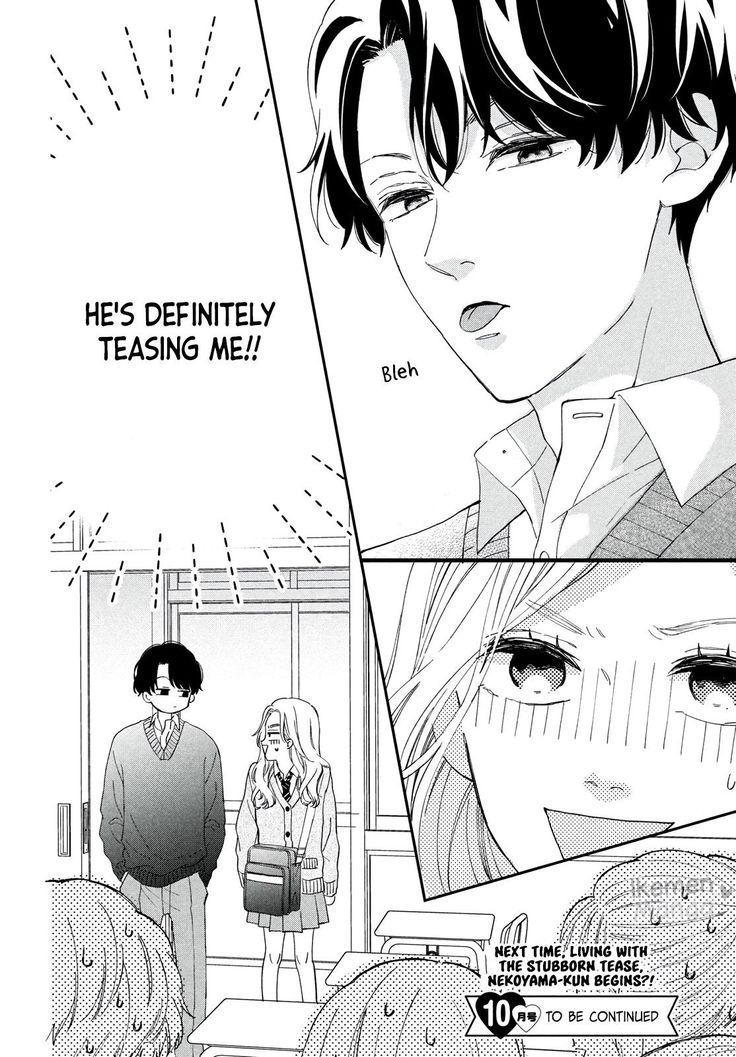 Bleh
HE'S DEFINITELY
TEASING ME!!
Ikemen
NEXT TIME, LIVING WITH
THE STUBBORN TEASE,
NEKOYAMA-KUN BEGINS?!
10月号 TO BE CONTINUED